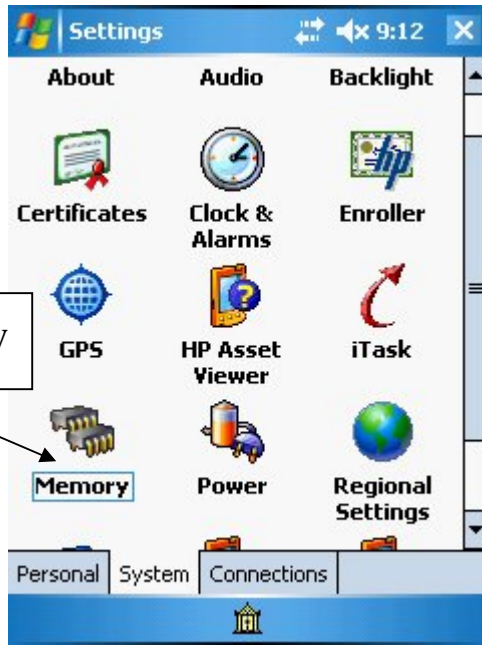 Settings 9:12
About Audio Backlight
Certificates Clock & Enroller
Alarms
hp
GPS HP Asset iTask
Viewer
Memory Power Regional
Settings
Personal System Connections